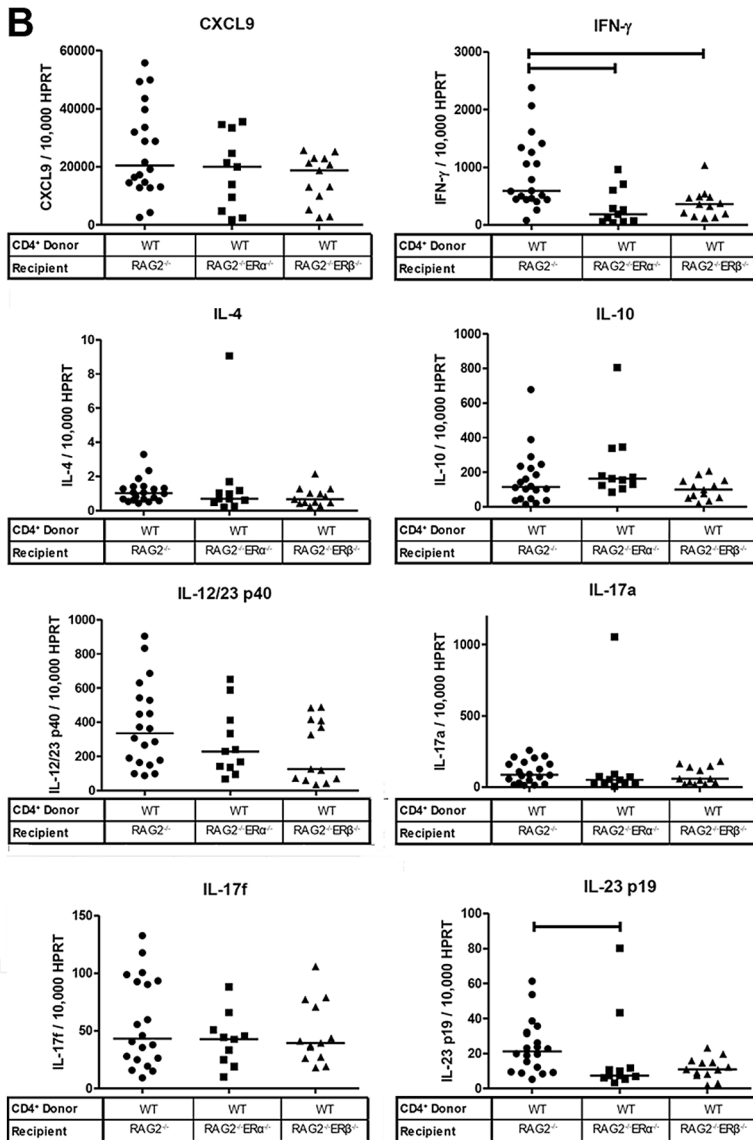 B
CXCL9
CXCL9 / 10,000 HPRT
60000
40000
20000
0
CD4⁺ Donor WT WT WT
Recipient RAG2⁻/⁻ RAG2⁻/⁻ERα⁻/⁻ RAG2⁻/⁻ERβ⁻/⁻
IFN-γ
IFN-γ / 10,000 HPRT
3000
2000
1000
0
CD4⁺ Donor WT WT WT
Recipient RAG2⁻/⁻ RAG2⁻/⁻ERα⁻/⁻ RAG2⁻/⁻ERβ⁻/⁻
IL-4
IL-4 / 10,000 HPRT
10
8
6
4
2
0
CD4⁺ Donor WT WT WT
Recipient RAG2⁻/⁻ RAG2⁻/⁻ERα⁻/⁻ RAG2⁻/⁻ERβ⁻/⁻
IL-10
IL-10 / 10,000 HPRT
1000
800
600
400
200
0
CD4⁺ Donor WT WT WT
Recipient RAG2⁻/⁻ RAG2⁻/⁻ERα⁻/⁻ RAG2⁻/⁻ERβ⁻/⁻
IL-12/23 p40
IL-12/23 p40 / 10,000 HPRT
1000
800
600
400
200
0
CD4⁺ Donor WT WT WT
Recipient RAG2⁻/⁻ RAG2⁻/⁻ERα⁻/⁻ RAG2⁻/⁻ERβ⁻/⁻
IL-17a
IL-17a / 10,000 HPRT
1000
500
0
CD4⁺ Donor WT WT WT
Recipient RAG2⁻/⁻ RAG2⁻/⁻ERα⁻/⁻ RAG2⁻/⁻ERβ⁻/⁻
IL-17f
IL-17f / 10,000 HPRT
150
100
50
0
CD4⁺ Donor WT WT WT
Recipient RAG2⁻/⁻ RAG2⁻/⁻ERα⁻/⁻ RAG2⁻/⁻ERβ⁻/⁻
IL-23 p19
IL-23 p19 / 10,000 HPRT
100
80
60
40
20
0
CD4⁺ Donor WT WT WT
Recipient RAG2⁻/⁻ RAG2⁻/⁻ERα⁻/⁻ RAG2⁻/⁻ERβ⁻/⁻